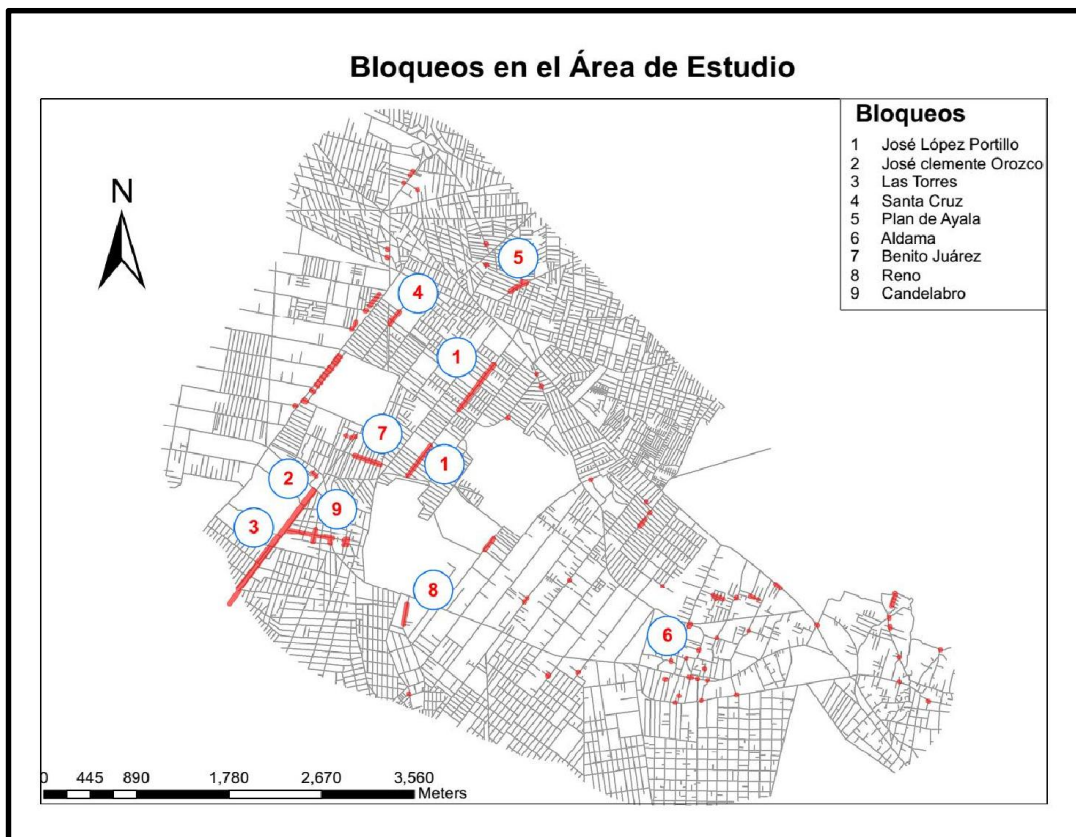 Bloqueos en el Área de Estudio
Bloqueos
1 José López Portillo
2 José clemente Orozco
3 Las Torres
4 Santa Cruz
5 Plan de Ayala
6 Aldama
7 Benito Juárez
8 Reno
9 Candelabro
N
5
4
1
7
1
2
9
3
8
6
0 445 890 1,780 2,670 3,560
Meters